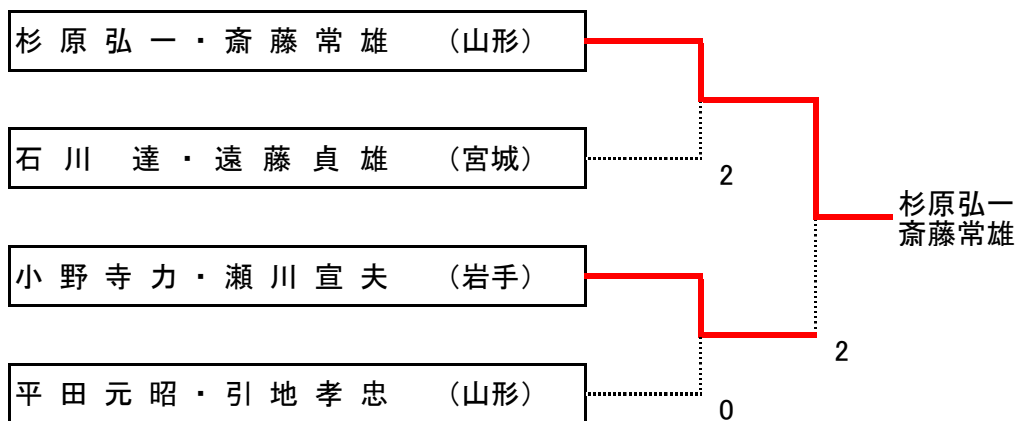 杉原弘一・斎藤常雄 (山形)
石川 達・遠藤貞雄 (宮城)
2
杉原弘一
斎藤常雄
小野寺力・瀬川宣夫 (岩手)
2
平田元昭・引地孝忠 (山形)
0